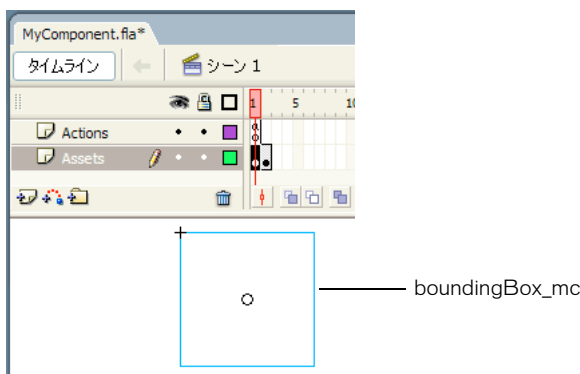 MyComponent.fla*
タイムライン
シーン 1
1 5 10
Actions
Assets
boundingBox_mc